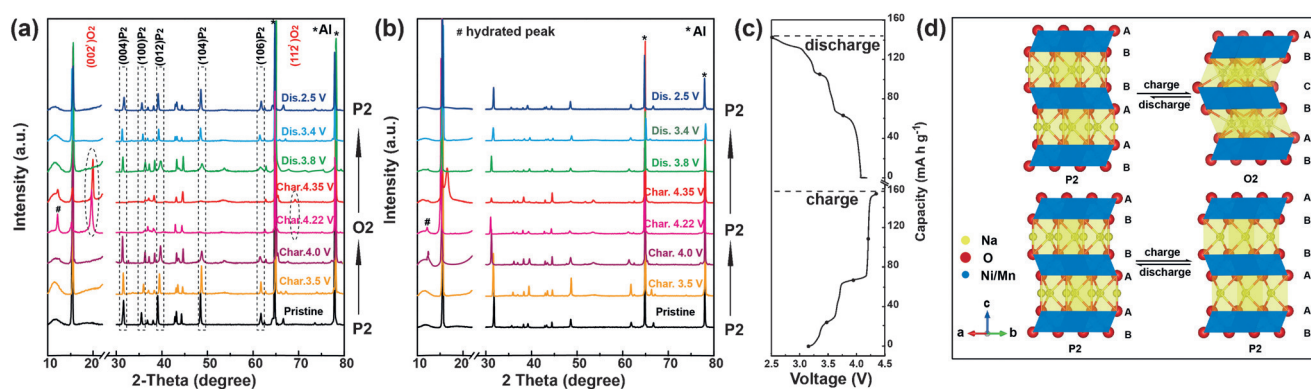 (a)
(002')O2
(004)P2
(100)P2
(012)P2
(104)P2
(106)P2
(112')O2
*Al
*
*
Dis.2.5 V
Dis.3.4 V
Dis.3.8 V
Char.4.35 V
Char.4.22 V
Char.4.0 V
Char.3.5 V
Pristine
#
P2
O2
P2
Intensity (a.u.)
10 20 30 40 50 60 70 80
2-Theta (degree)
(b)
# hydrated peak
*
*Al
*
Dis. 2.5 V
Dis. 3.4 V
Dis. 3.8 V
Char. 4.35 V
Char. 4.22 V
Char. 4.0 V
Char. 3.5 V
Pristine
#
P2
P2
P2
Intensity (a.u.)
10 20 30 40 50 60 70 80
2 Theta (degree)
(c)
discharge
charge
160
120
80
40
0
160
120
80
40
0
Capacity (mA h g⁻¹)
2.5 3.0 3.5 4.0 4.5
Voltage (V)
(d)
A
B
B
A
A
B
P2
charge
discharge
A
B
C
A
A
B
O2
A
B
B
A
A
B
P2
charge
discharge
A
B
B
A
A
B
P2
Na
O
Ni/Mn
c
a
b